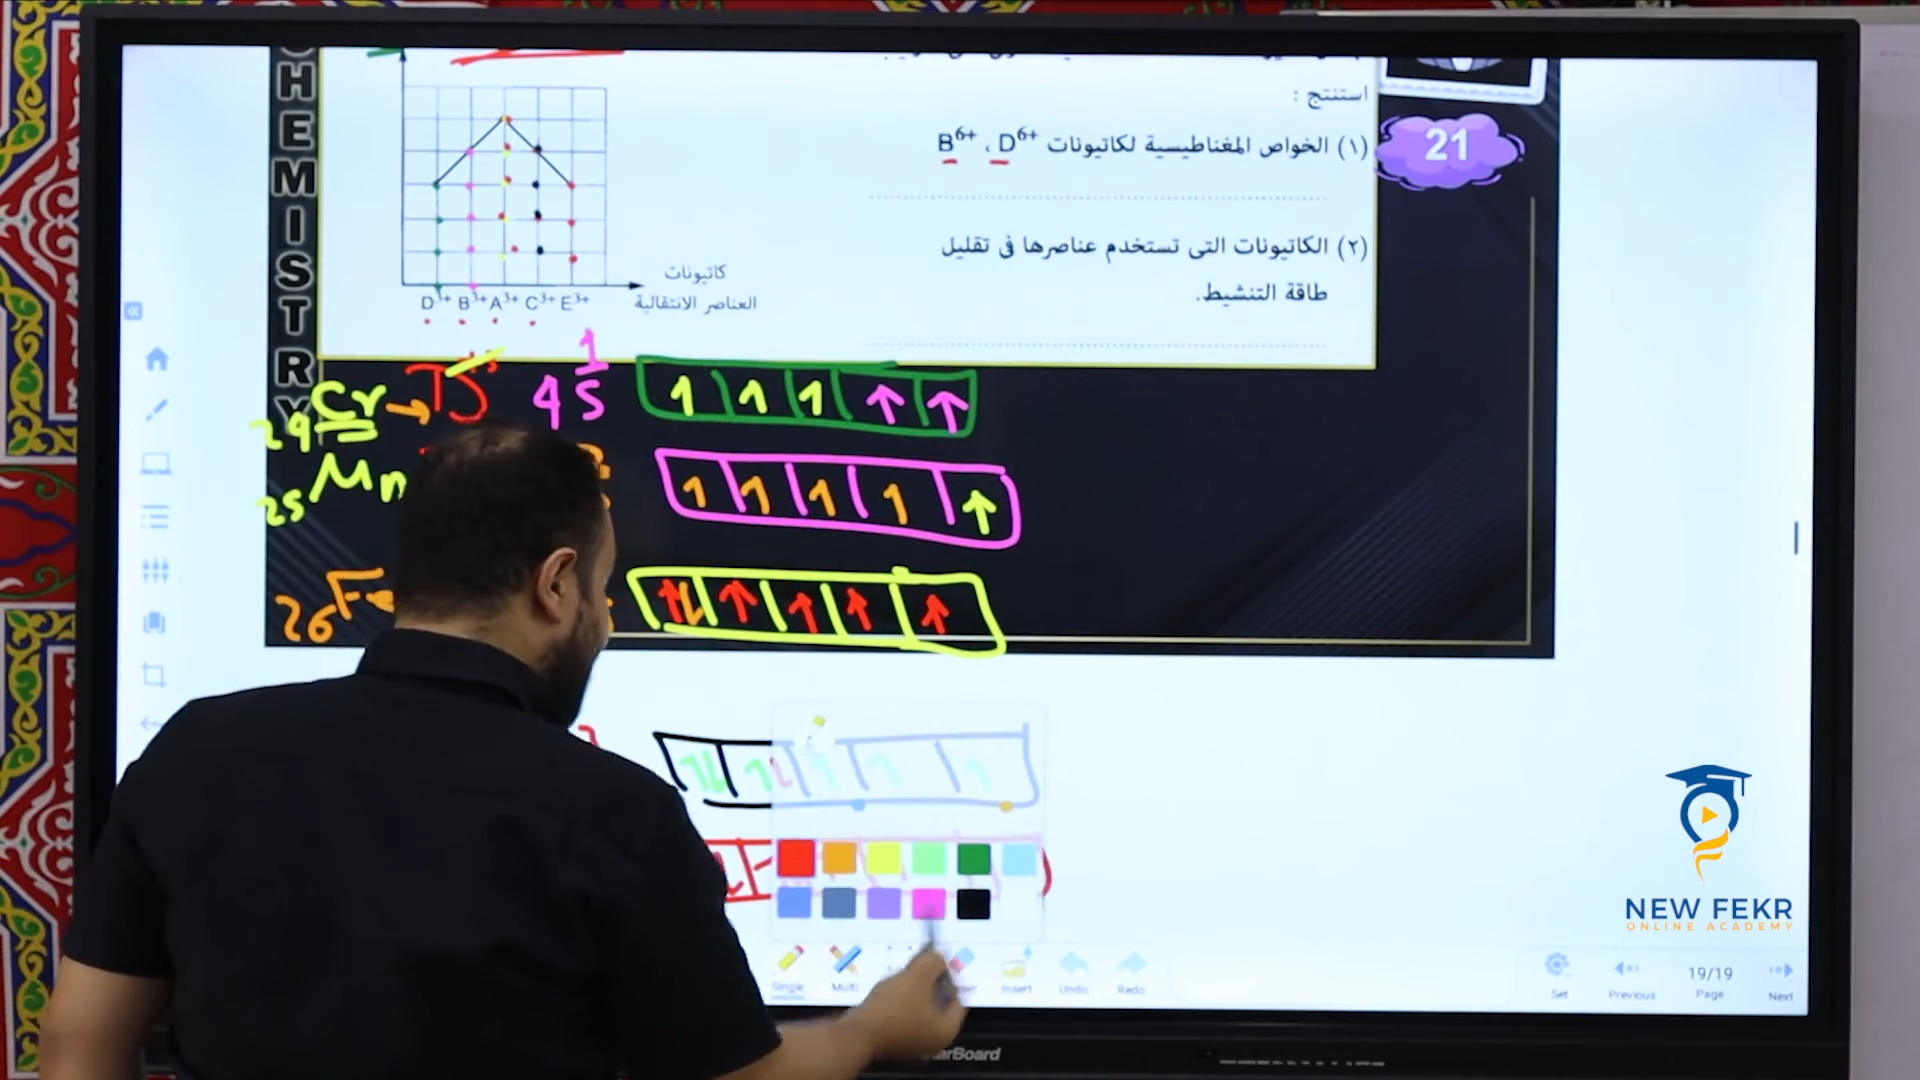 CHEMISTRY
استنتج :
21
(١) الخواص المغناطيسية لكاتيونات D6+ ، B6+
(٢) الكاتيونات التى تستخدم عناصرها فى تقليل
طاقة التنشيط.
كاتيونات
العناصر الانتقالية
D3+ B3+ A3+ C3+ E3+
24Cr
4S1
25Mn
26Fe
NEW FEKR
ONLINE ACADEMY
Single Multi Insert Undo Redo
Set Previous 19/19 Page Next